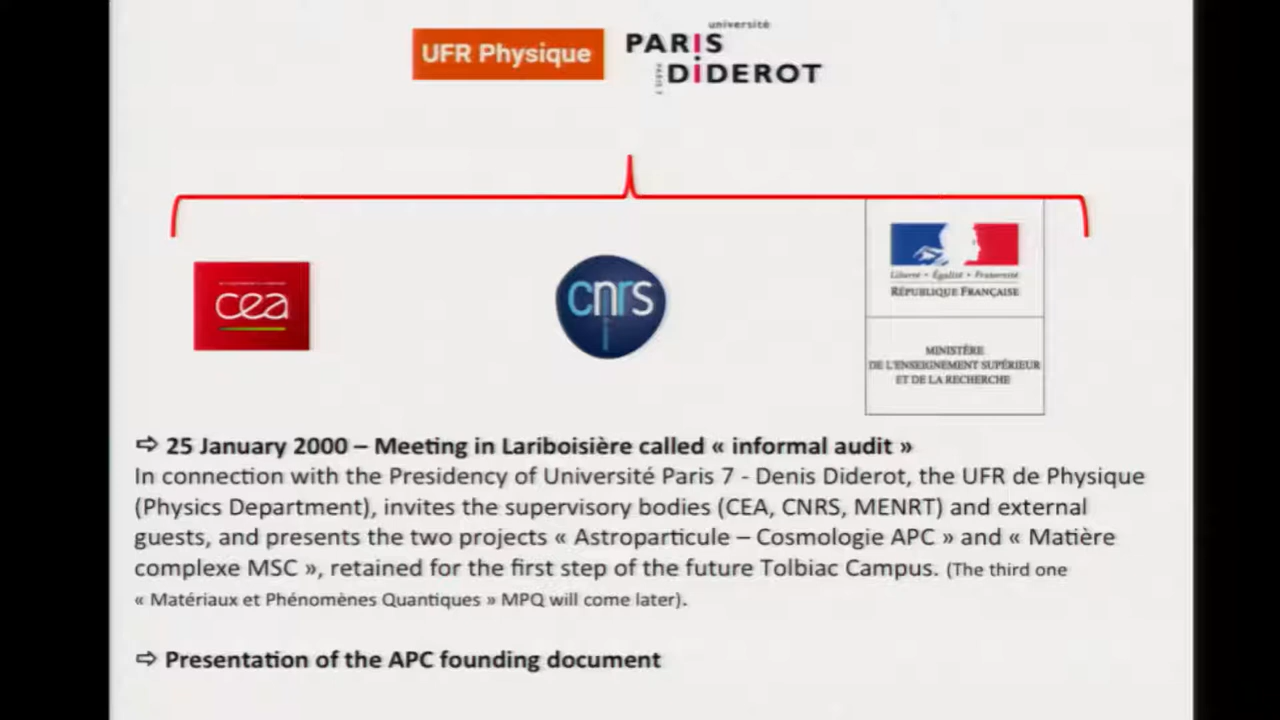 université
UFR Physique
PARIS
DiDEROT
PARIS 7
cea
cnrs
Liberté • Égalité • Fraternité
RÉPUBLIQUE FRANÇAISE
MINISTÈRE
DE L'ENSEIGNEMENT SUPÉRIEUR
ET DE LA RECHERCHE
⇨ 25 January 2000 – Meeting in Lariboisière called « informal audit »
In connection with the Presidency of Université Paris 7 - Denis Diderot, the UFR de Physique
(Physics Department), invites the supervisory bodies (CEA, CNRS, MENRT) and external
guests, and presents the two projects « Astroparticule – Cosmologie APC » and « Matière
complexe MSC », retained for the first step of the future Tolbiac Campus. (The third one
« Matériaux et Phénomènes Quantiques » MPQ will come later).
⇨ Presentation of the APC founding document